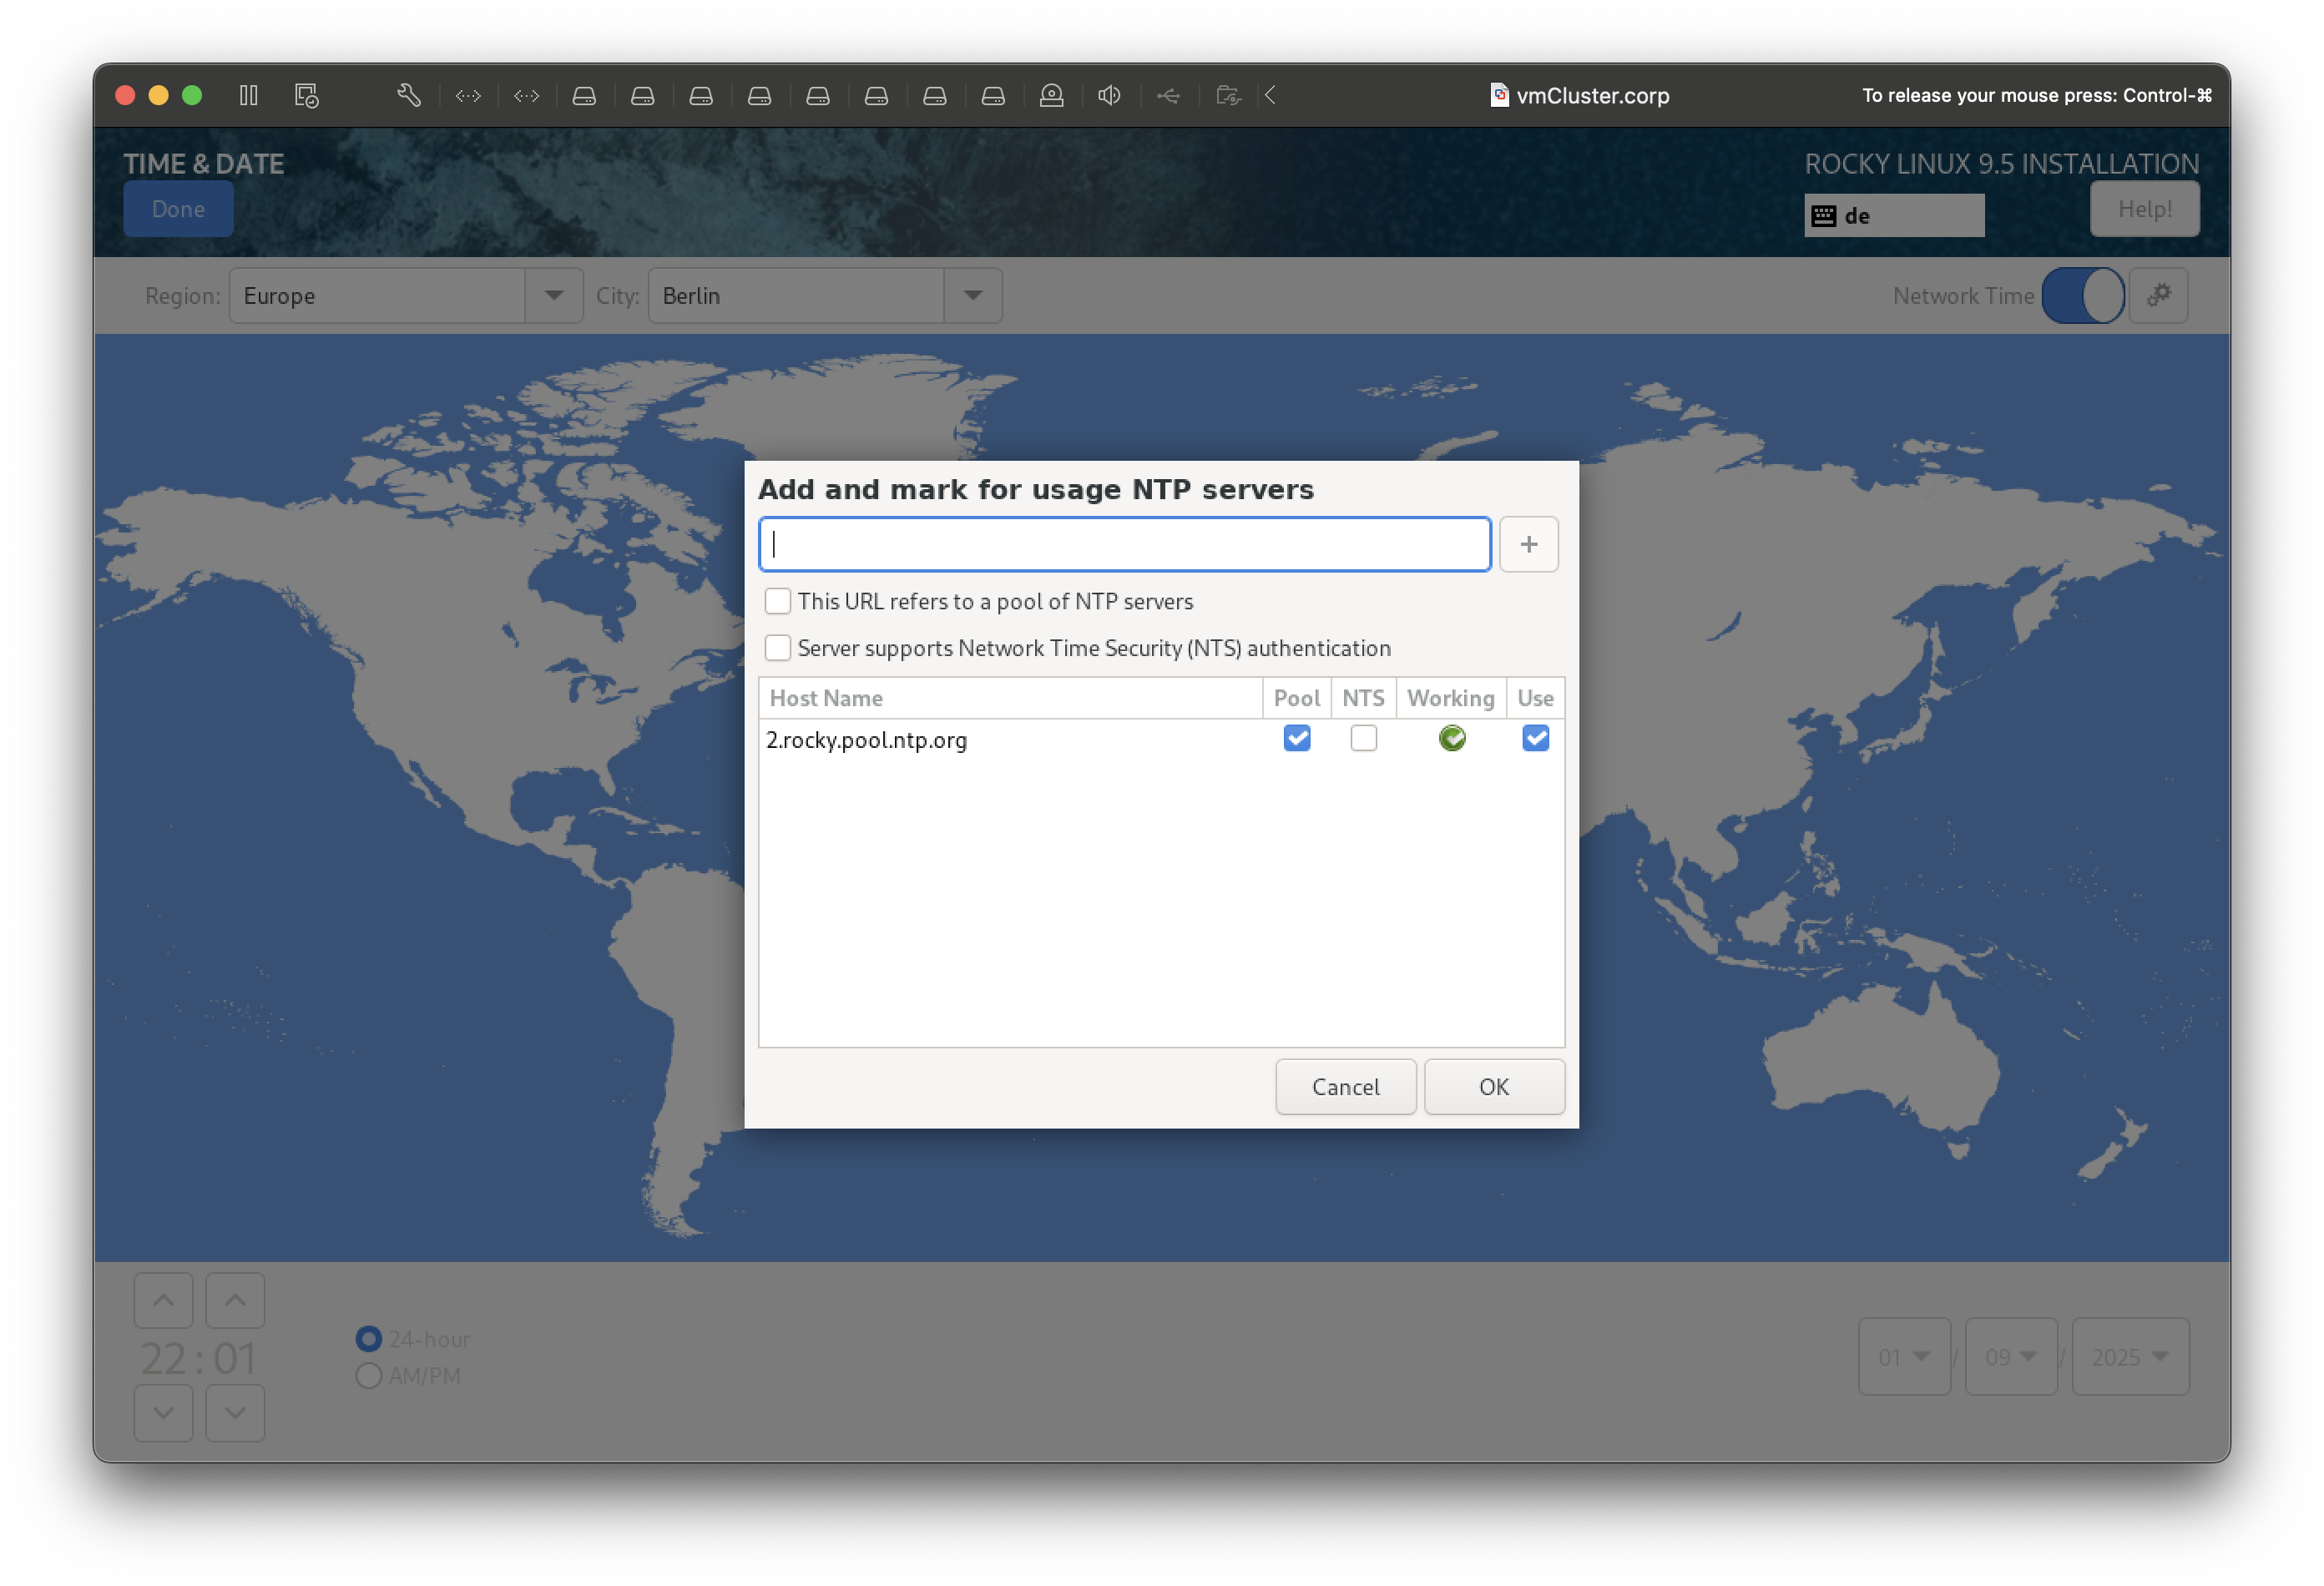 vmCluster.corp
To release your mouse press: Control-⌘
TIME & DATE
ROCKY LINUX 9.5 INSTALLATION
Done
de
Help!
Region: Europe City: Berlin
Network Time
Add and mark for usage NTP servers
This URL refers to a pool of NTP servers
Server supports Network Time Security (NTS) authentication
Host Name Pool NTS Working Use
2.rocky.pool.ntp.org
Cancel OK
24-hour
22 : 01
AM/PM
01 / 09 / 2025